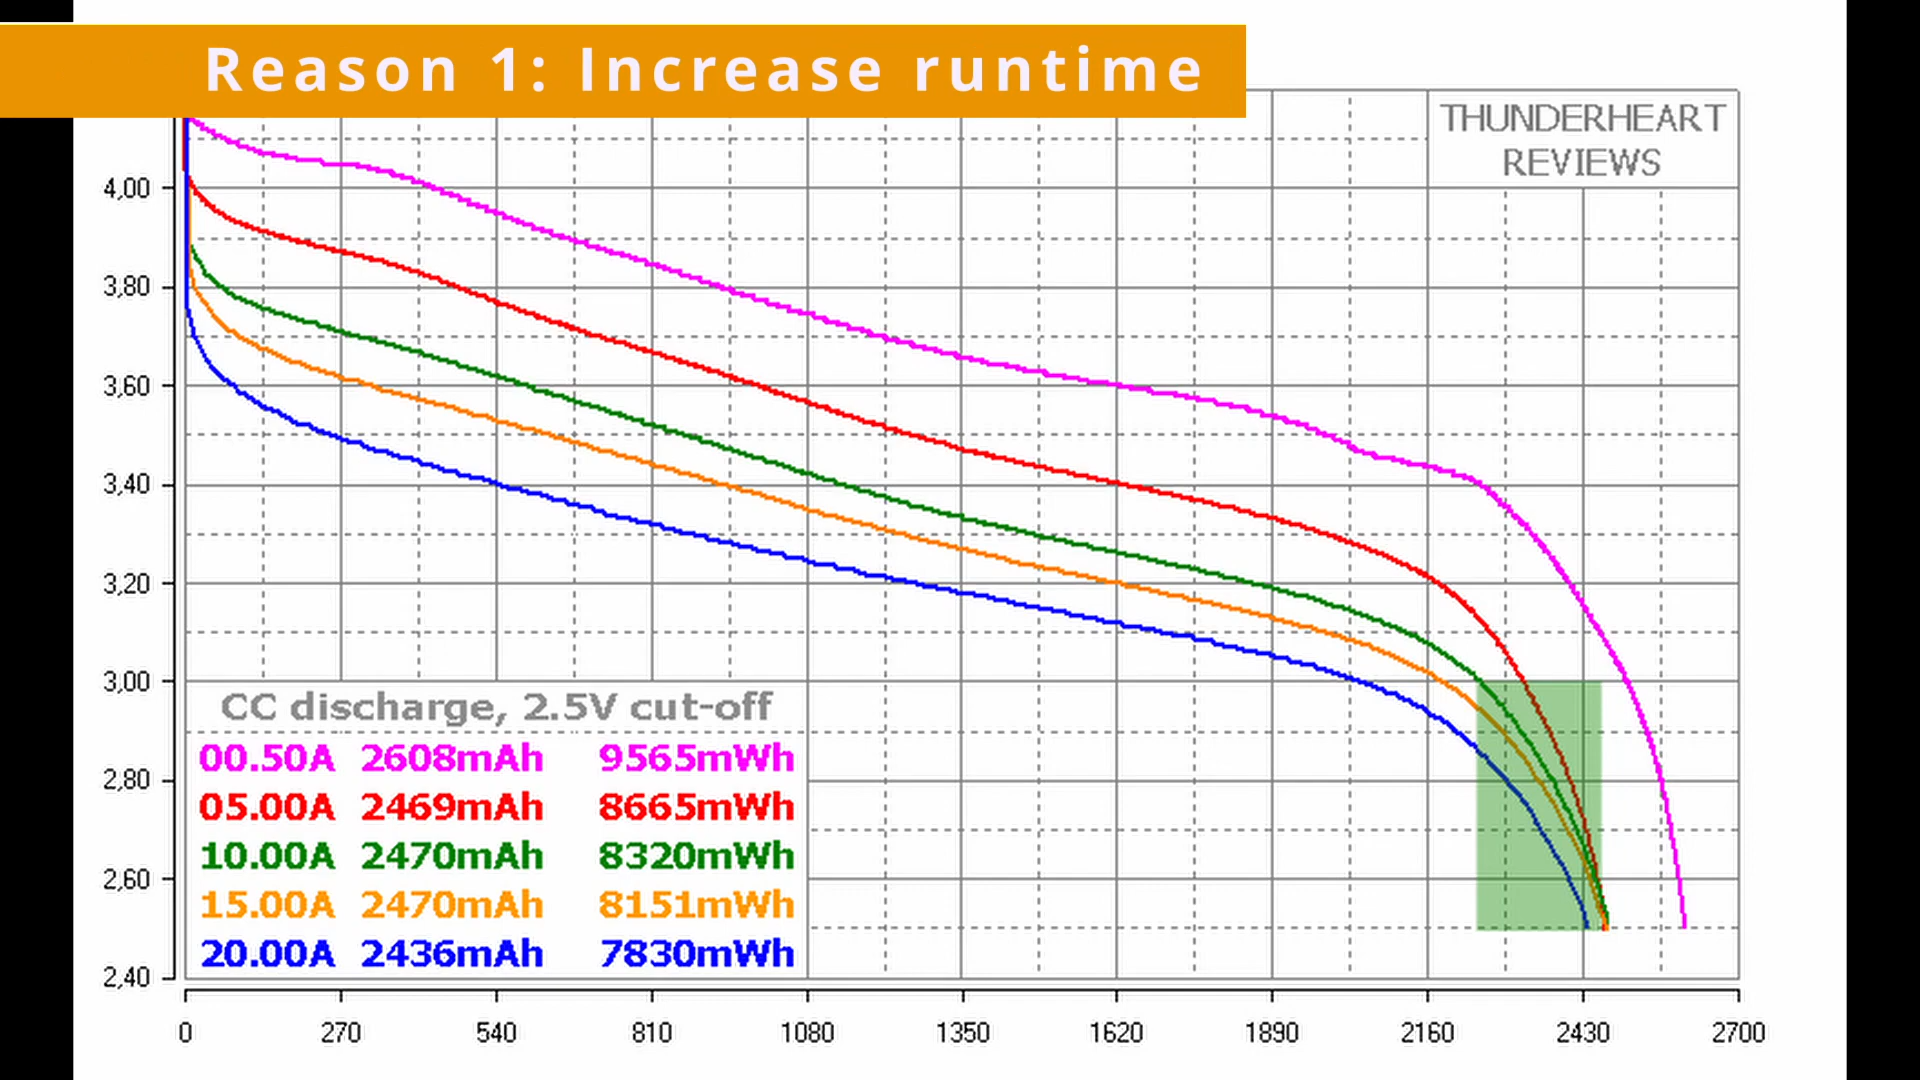 Reason 1: Increase runtime
THUNDERHEART
REVIEWS
4,00
3,80
3,60
3,40
3,20
3,00
2,80
2,60
2,40
CC discharge, 2.5V cut-off
00.50A 2608mAh 9565mWh
05.00A 2469mAh 8665mWh
10.00A 2470mAh 8320mWh
15.00A 2470mAh 8151mWh
20.00A 2436mAh 7830mWh
0 270 540 810 1080 1350 1620 1890 2160 2430 2700